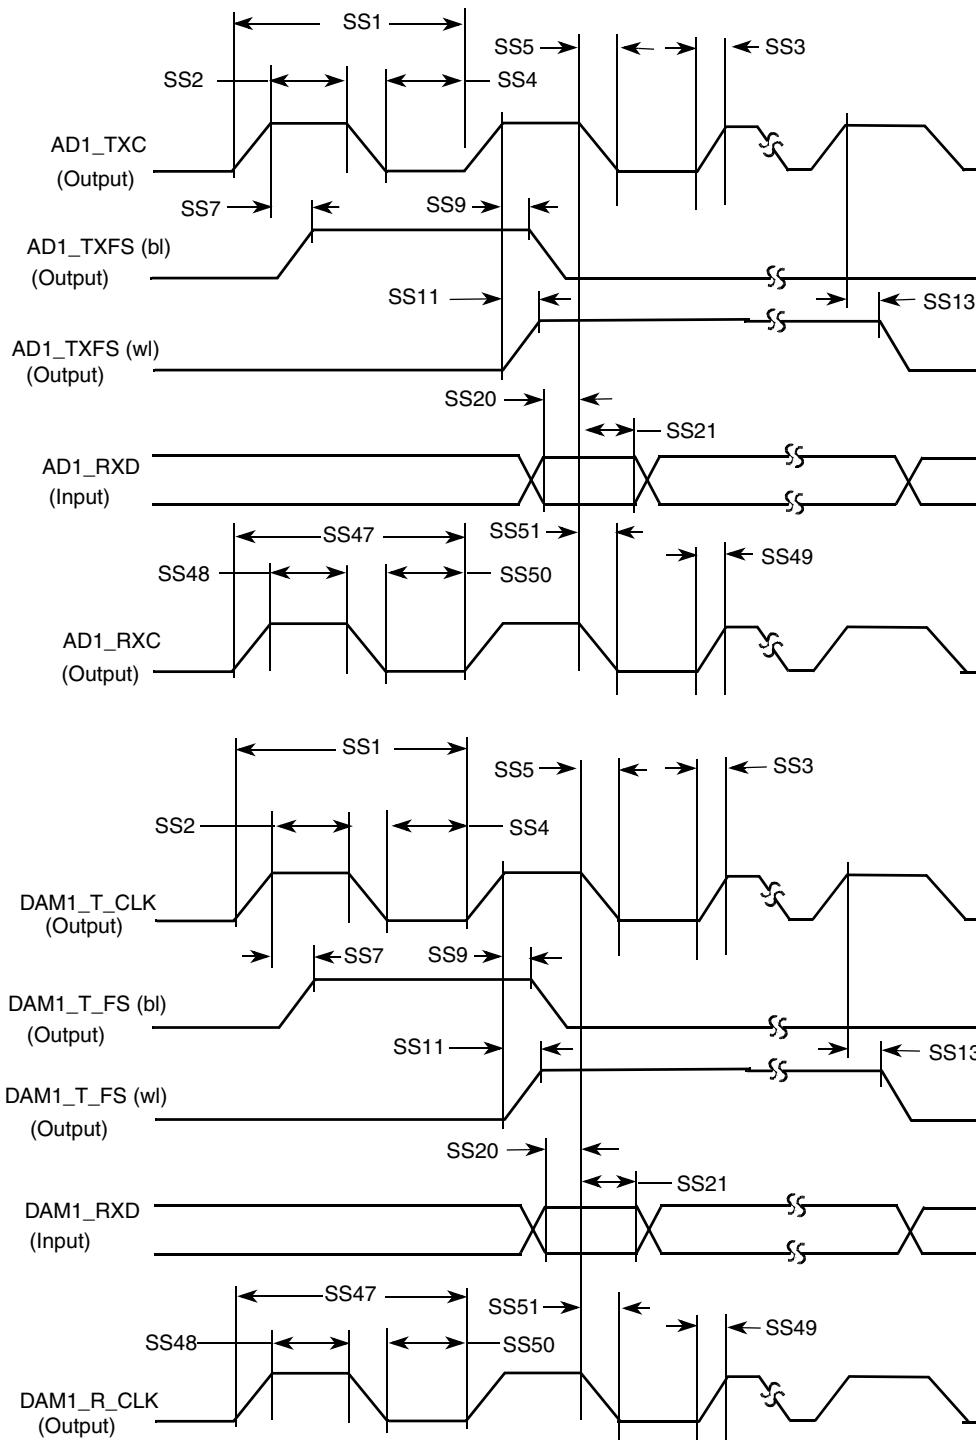 SS1
SS5
SS3
SS2
SS4
AD1_TXC
(Output)
SS7
SS9
AD1_TXFS (bl)
(Output)
SS11
SS13
AD1_TXFS (wl)
(Output)
SS20
SS21
AD1_RXD
(Input)
SS47
SS51
SS49
SS48
SS50
AD1_RXC
(Output)
SS1
SS5
SS3
SS2
SS4
DAM1_T_CLK
(Output)
SS7
SS9
DAM1_T_FS (bl)
(Output)
SS11
SS13
DAM1_T_FS (wl)
(Output)
SS20
SS21
DAM1_RXD
(Input)
SS47
SS51
SS49
SS48
SS50
DAM1_R_CLK
(Output)